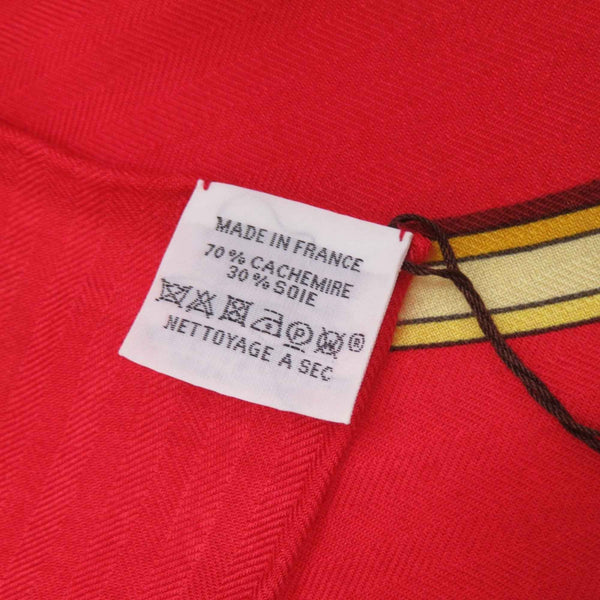 MADE IN FRANCE
70% CACHEMIRE
30% SOIE
P W ®
NETTOYAGE A SEC